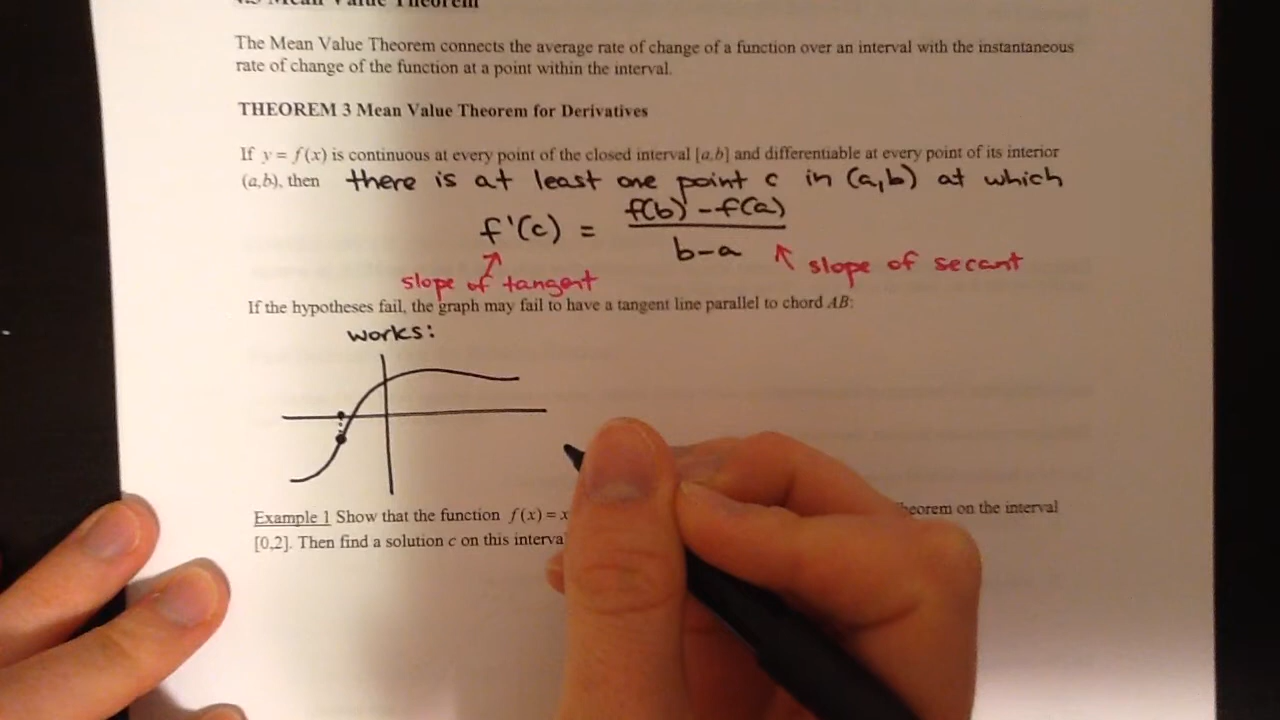 4.3 Mean Value Theorem
The Mean Value Theorem connects the average rate of change of a function over an interval with the instantaneous
rate of change of the function at a point within the interval.
THEOREM 3 Mean Value Theorem for Derivatives
If y = f(x) is continuous at every point of the closed interval [a,b] and differentiable at every point of its interior
(a,b), then there is at least one point c in (a,b) at which
f'(c) = f(b) - f(a) / b-a
slope of tangent
slope of secant
If the hypotheses fail, the graph may fail to have a tangent line parallel to chord AB:
works:
Example 1 Show that the function f(x) = x on the interval
[0,2]. Then find a solution c on this